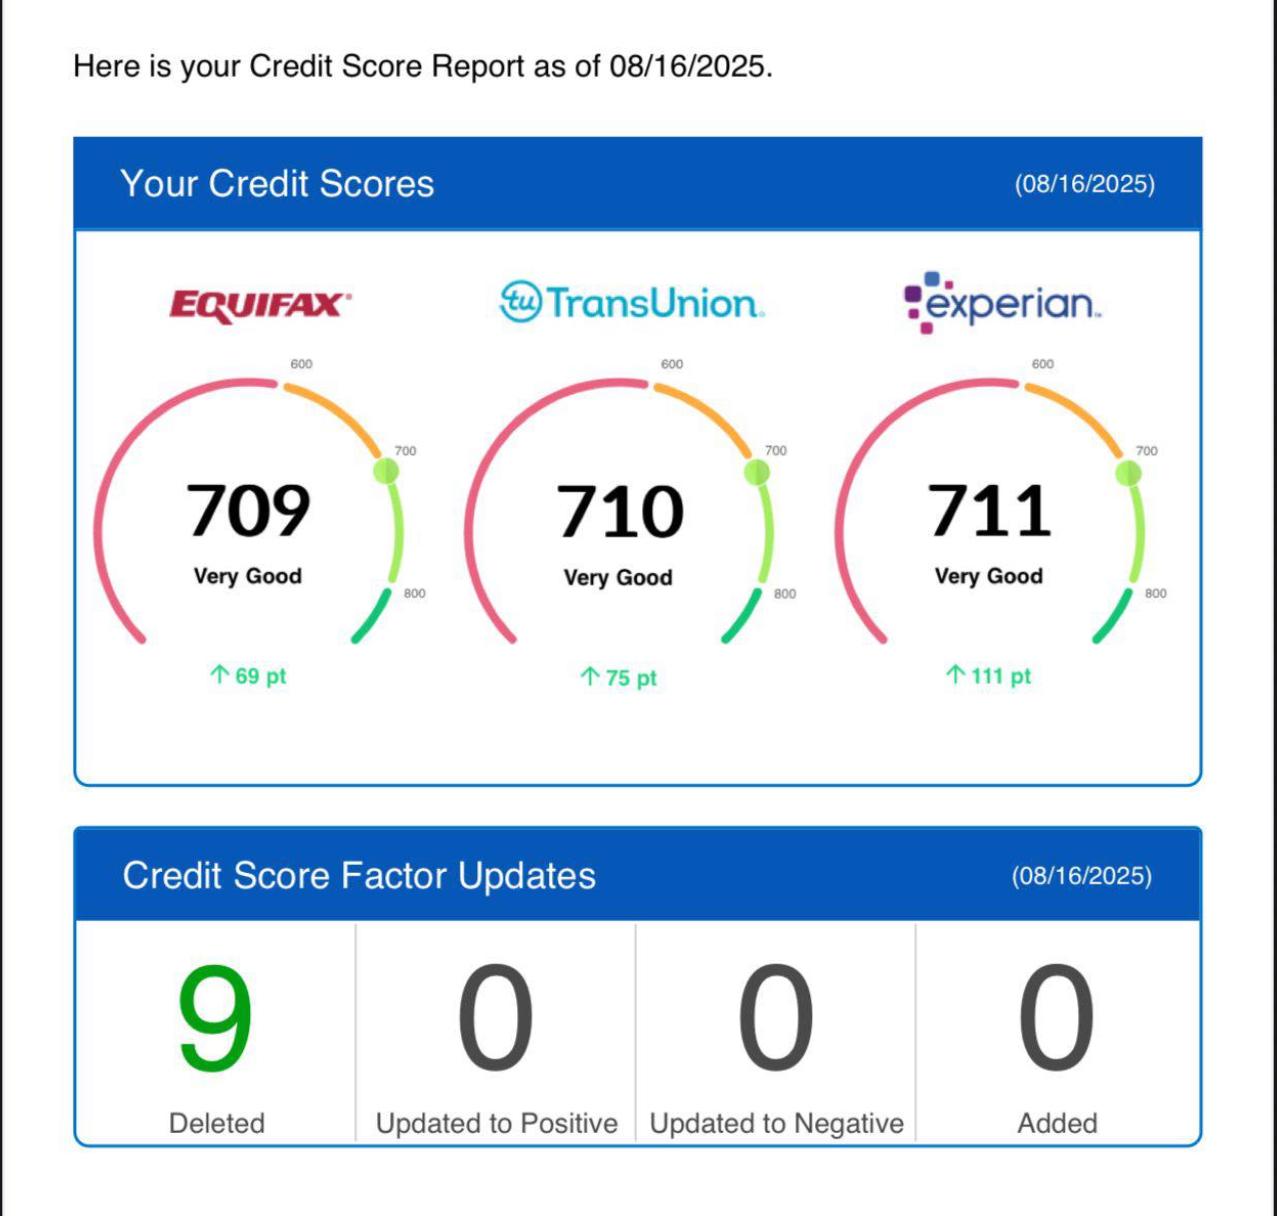 Here is your Credit Score Report as of 08/16/2025.
Your Credit Scores (08/16/2025)
EQUIFAX® tu TransUnion. experian.™
600 600 600
700 700 700
709 710 711
Very Good Very Good Very Good
800 800 800
↑ 69 pt ↑ 75 pt ↑ 111 pt
Credit Score Factor Updates (08/16/2025)
9 0 0 0
Deleted Updated to Positive Updated to Negative Added